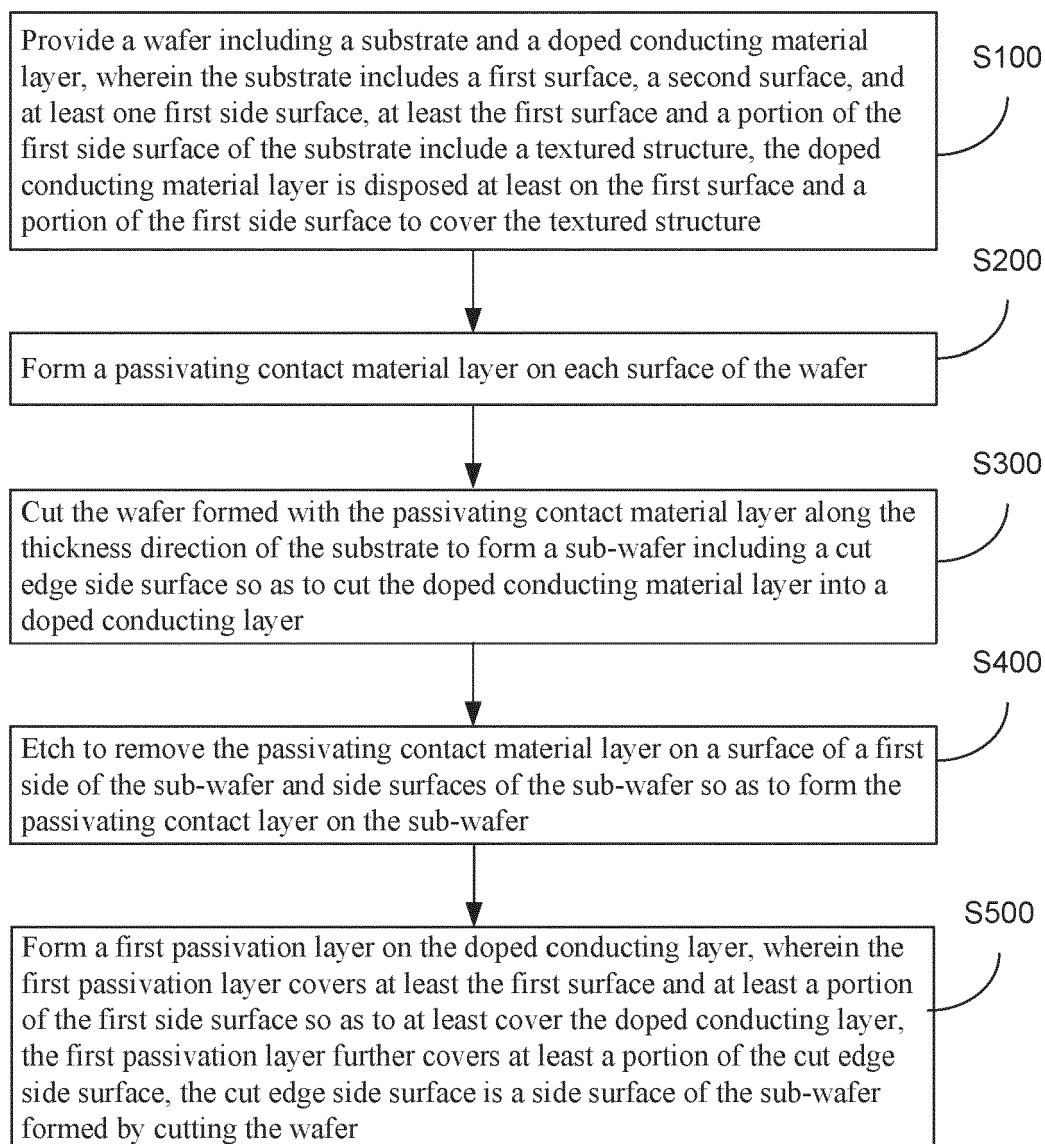 Provide a wafer including a substrate and a doped conducting material
layer, wherein the substrate includes a first surface, a second surface, and
at least one first side surface, at least the first surface and a portion of the
first side surface of the substrate include a textured structure, the doped
conducting material layer is disposed at least on the first surface and a
portion of the first side surface to cover the textured structure
S100
S200
Form a passivating contact material layer on each surface of the wafer
S300
Cut the wafer formed with the passivating contact material layer along the
thickness direction of the substrate to form a sub-wafer including a cut
edge side surface so as to cut the doped conducting material layer into a
doped conducting layer
S400
Etch to remove the passivating contact material layer on a surface of a first
side of the sub-wafer and side surfaces of the sub-wafer so as to form the
passivating contact layer on the sub-wafer
S500
Form a first passivation layer on the doped conducting layer, wherein the
first passivation layer covers at least the first surface and at least a portion
of the first side surface so as to at least cover the doped conducting layer,
the first passivation layer further covers at least a portion of the cut edge
side surface, the cut edge side surface is a side surface of the sub-wafer
formed by cutting the wafer